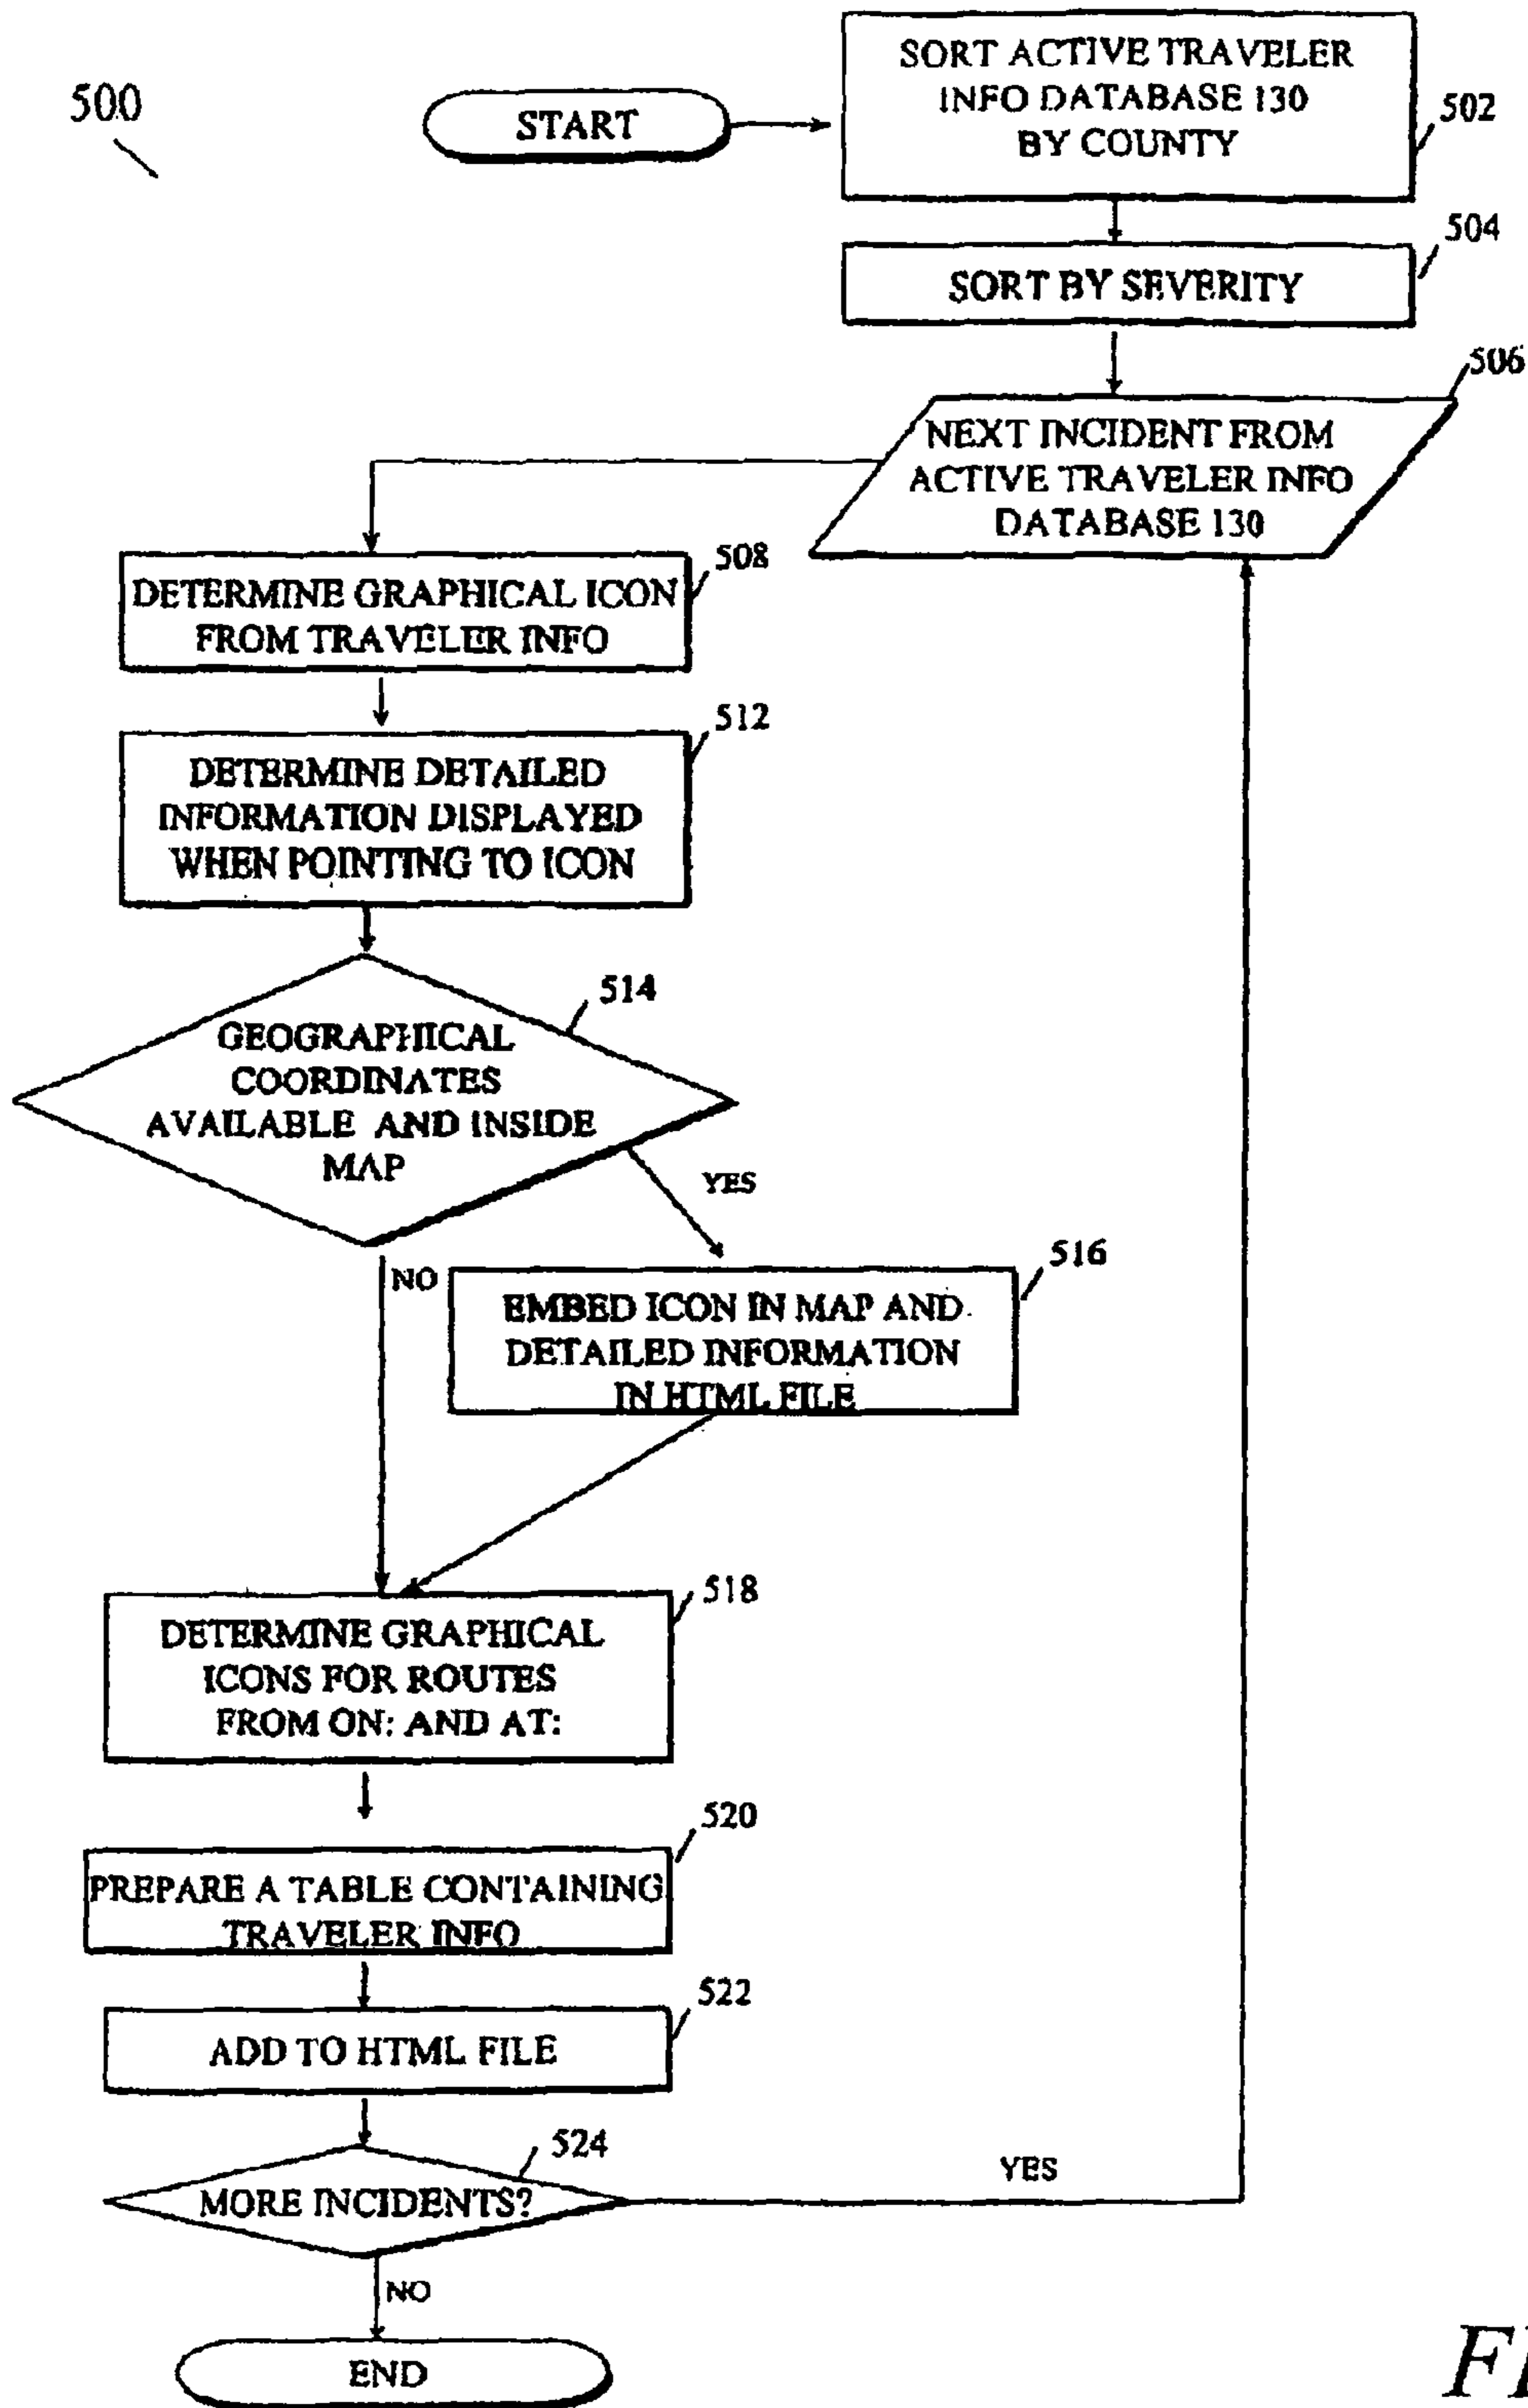 500
START
SORT ACTIVE TRAVELER
INFO DATABASE 130
BY COUNTY
502
504
SORT BY SEVERITY
506
NEXT INCIDENT FROM
ACTIVE TRAVELER INFO
DATABASE 130
508
DETERMINE GRAPHICAL ICON
FROM TRAVELER INFO
512
DETERMINE DETAILED
INFORMATION DISPLAYED
WHEN POINTING TO ICON
514
GEOGRAPHICAL
COORDINATES
AVAILABLE AND INSIDE
MAP
YES
NO
516
EMBED ICON IN MAP AND
DETAILED INFORMATION
IN HTML FILE
518
DETERMINE GRAPHICAL
ICONS FOR ROUTES
FROM ON: AND AT:
520
PREPARE A TABLE CONTAINING
TRAVELER INFO
522
ADD TO HTML FILE
524
MORE INCIDENTS?
YES
NO
END